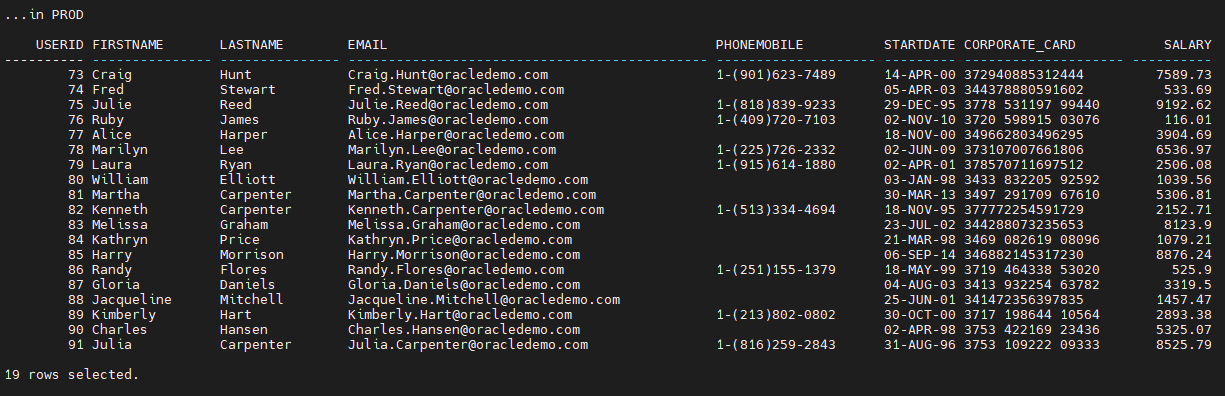 ...in PROD
USERID FIRSTNAME LASTNAME EMAIL PHONEMOBILE STARTDATE CORPORATE_CARD SALARY
---------- --------------- --------------- --------------------------------------------- -------------------- --------- -------------------- ----------
73 Craig Hunt Craig.Hunt@oracledemo.com 1-(901)623-7489 14-APR-00 372940885312444 7589.73
74 Fred Stewart Fred.Stewart@oracledemo.com 05-APR-03 344378880591602 533.69
75 Julie Reed Julie.Reed@oracledemo.com 1-(818)839-9233 29-DEC-95 3778 531197 99440 9192.62
76 Ruby James Ruby.James@oracledemo.com 1-(409)720-7103 02-NOV-10 3720 598915 03076 116.01
77 Alice Harper Alice.Harper@oracledemo.com 18-NOV-00 349662803496295 3904.69
78 Marilyn Lee Marilyn.Lee@oracledemo.com 1-(225)726-2332 02-JUN-09 373107007661806 6536.97
79 Laura Ryan Laura.Ryan@oracledemo.com 1-(915)614-1880 02-APR-01 378570711697512 2506.08
80 William Elliott William.Elliott@oracledemo.com 03-JAN-98 3433 832205 92592 1039.56
81 Martha Carpenter Martha.Carpenter@oracledemo.com 30-MAR-13 3497 291709 67610 5306.81
82 Kenneth Carpenter Kenneth.Carpenter@oracledemo.com 1-(513)334-4694 18-NOV-95 377772254591729 2152.71
83 Melissa Graham Melissa.Graham@oracledemo.com 23-JUL-02 344288073235653 8123.9
84 Kathryn Price Kathryn.Price@oracledemo.com 21-MAR-98 3469 082619 08096 1079.21
85 Harry Morrison Harry.Morrison@oracledemo.com 06-SEP-14 346882145317230 8876.24
86 Randy Flores Randy.Flores@oracledemo.com 1-(251)155-1379 18-MAY-99 3719 464338 53020 525.9
87 Gloria Daniels Gloria.Daniels@oracledemo.com 04-AUG-03 3413 932254 63782 3319.5
88 Jacqueline Mitchell Jacqueline.Mitchell@oracledemo.com 25-JUN-01 341472356397835 1457.47
89 Kimberly Hart Kimberly.Hart@oracledemo.com 1-(213)802-0802 30-OCT-00 3717 198644 10564 2893.38
90 Charles Hansen Charles.Hansen@oracledemo.com 02-APR-98 3753 422169 23436 5325.07
91 Julia Carpenter Julia.Carpenter@oracledemo.com 1-(816)259-2843 31-AUG-96 3753 109222 09333 8525.79
19 rows selected.